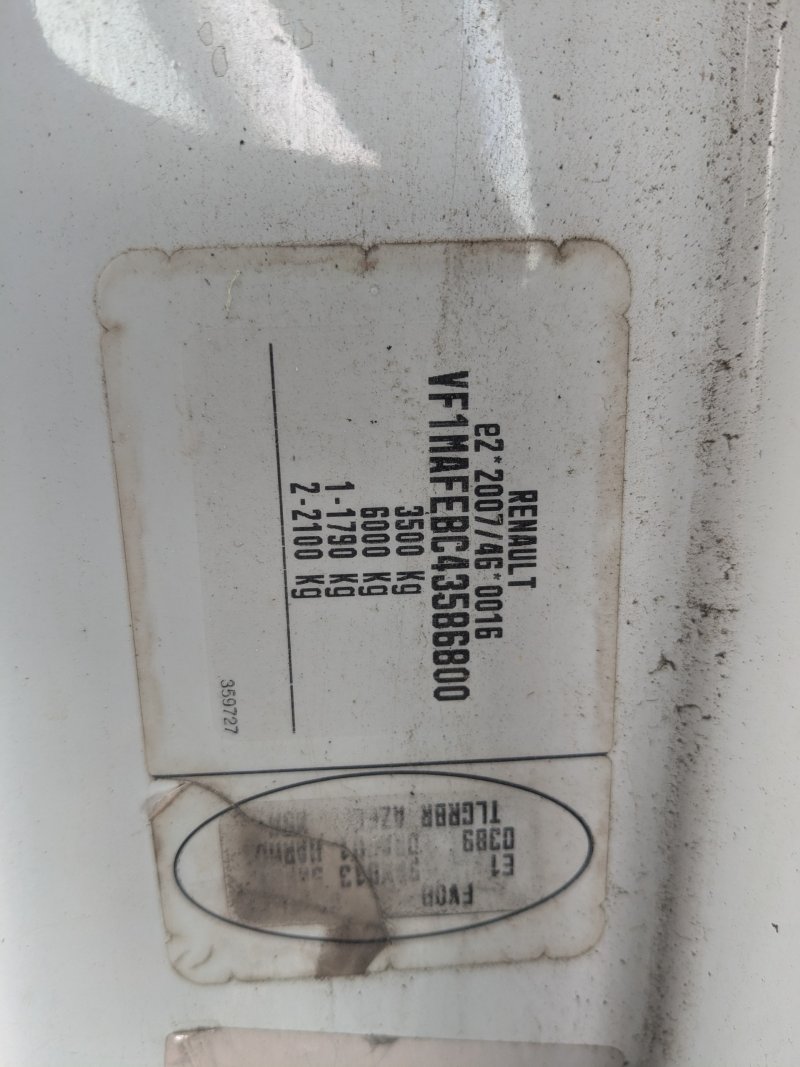 RENAULT
e2*2007/46*0016
VF1MAFEBC43586800
3500 Kg
6000 Kg
1-1790 Kg
2-2100 Kg
359727
E1
0389
TLGRBR